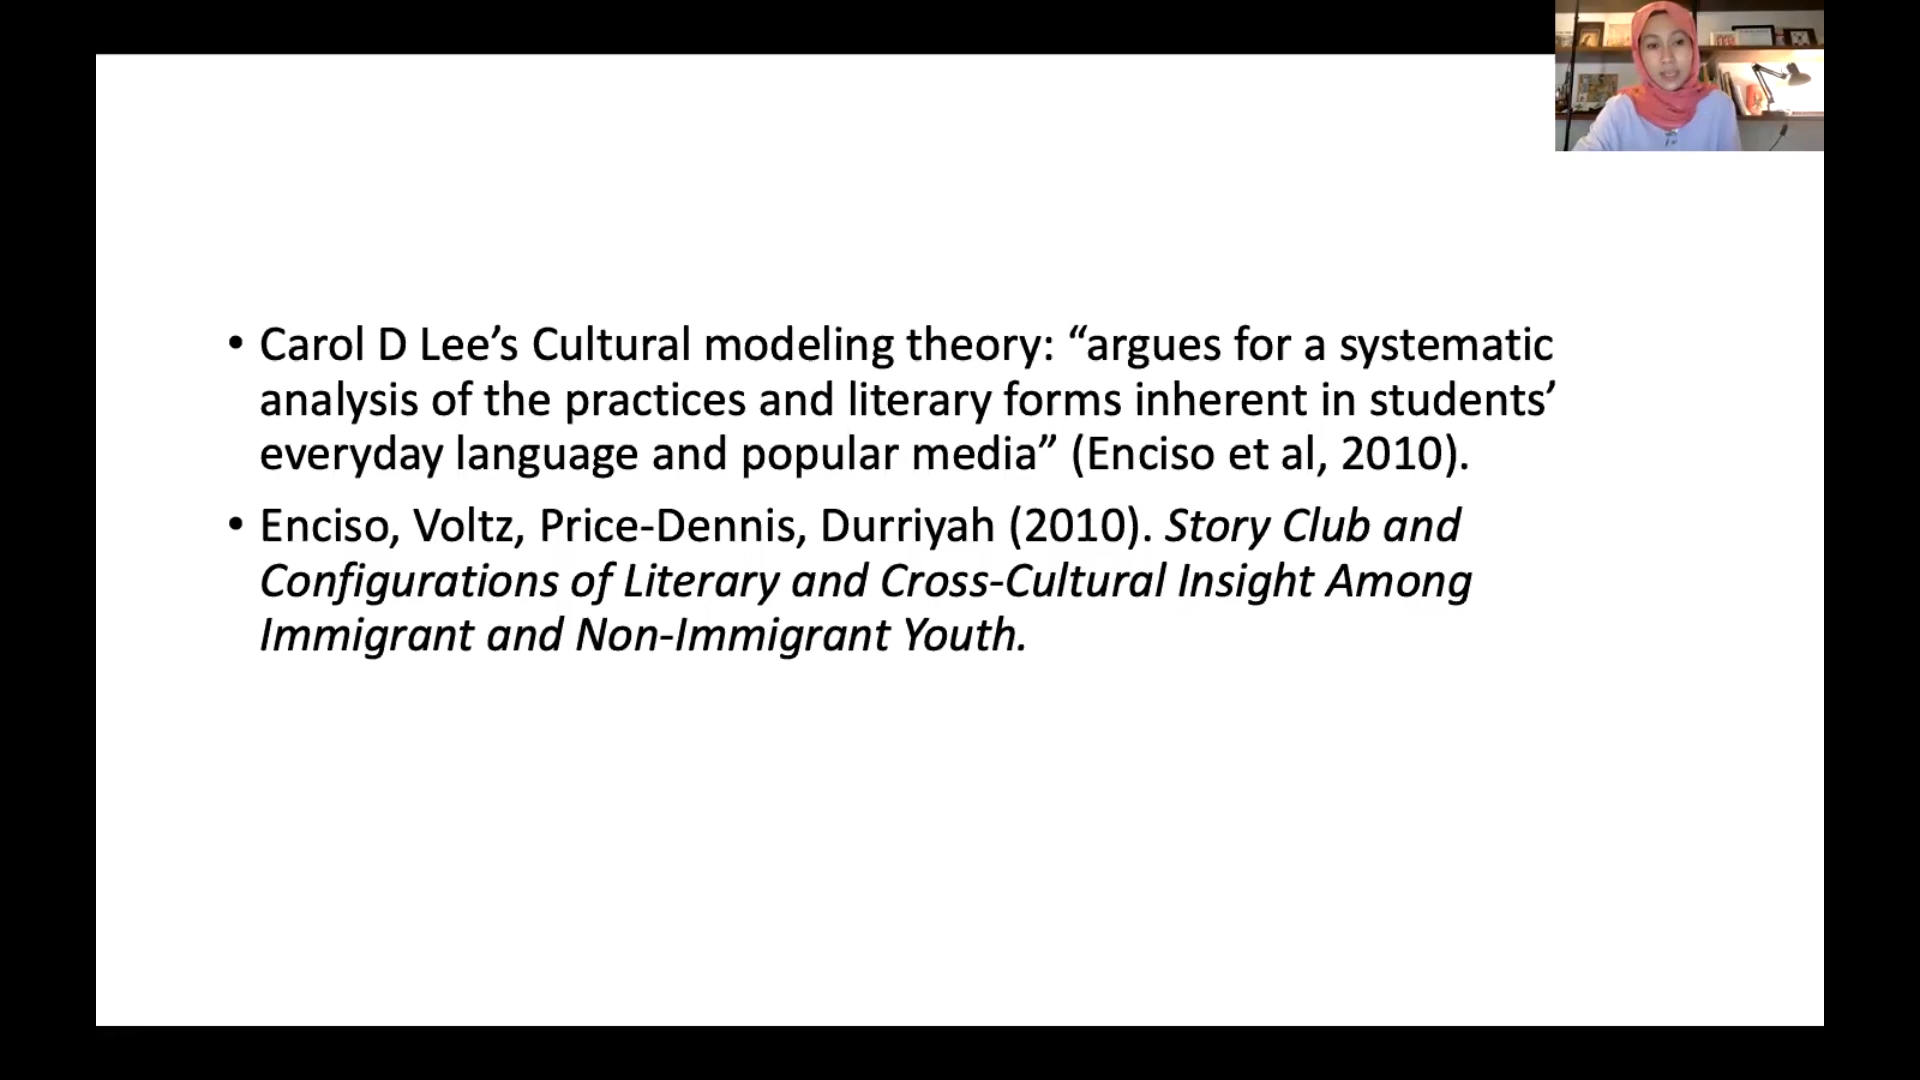 • Carol D Lee’s Cultural modeling theory: “argues for a systematic
analysis of the practices and literary forms inherent in students’
everyday language and popular media” (Enciso et al, 2010).
• Enciso, Voltz, Price-Dennis, Durriyah (2010). Story Club and
Configurations of Literary and Cross-Cultural Insight Among
Immigrant and Non-Immigrant Youth.